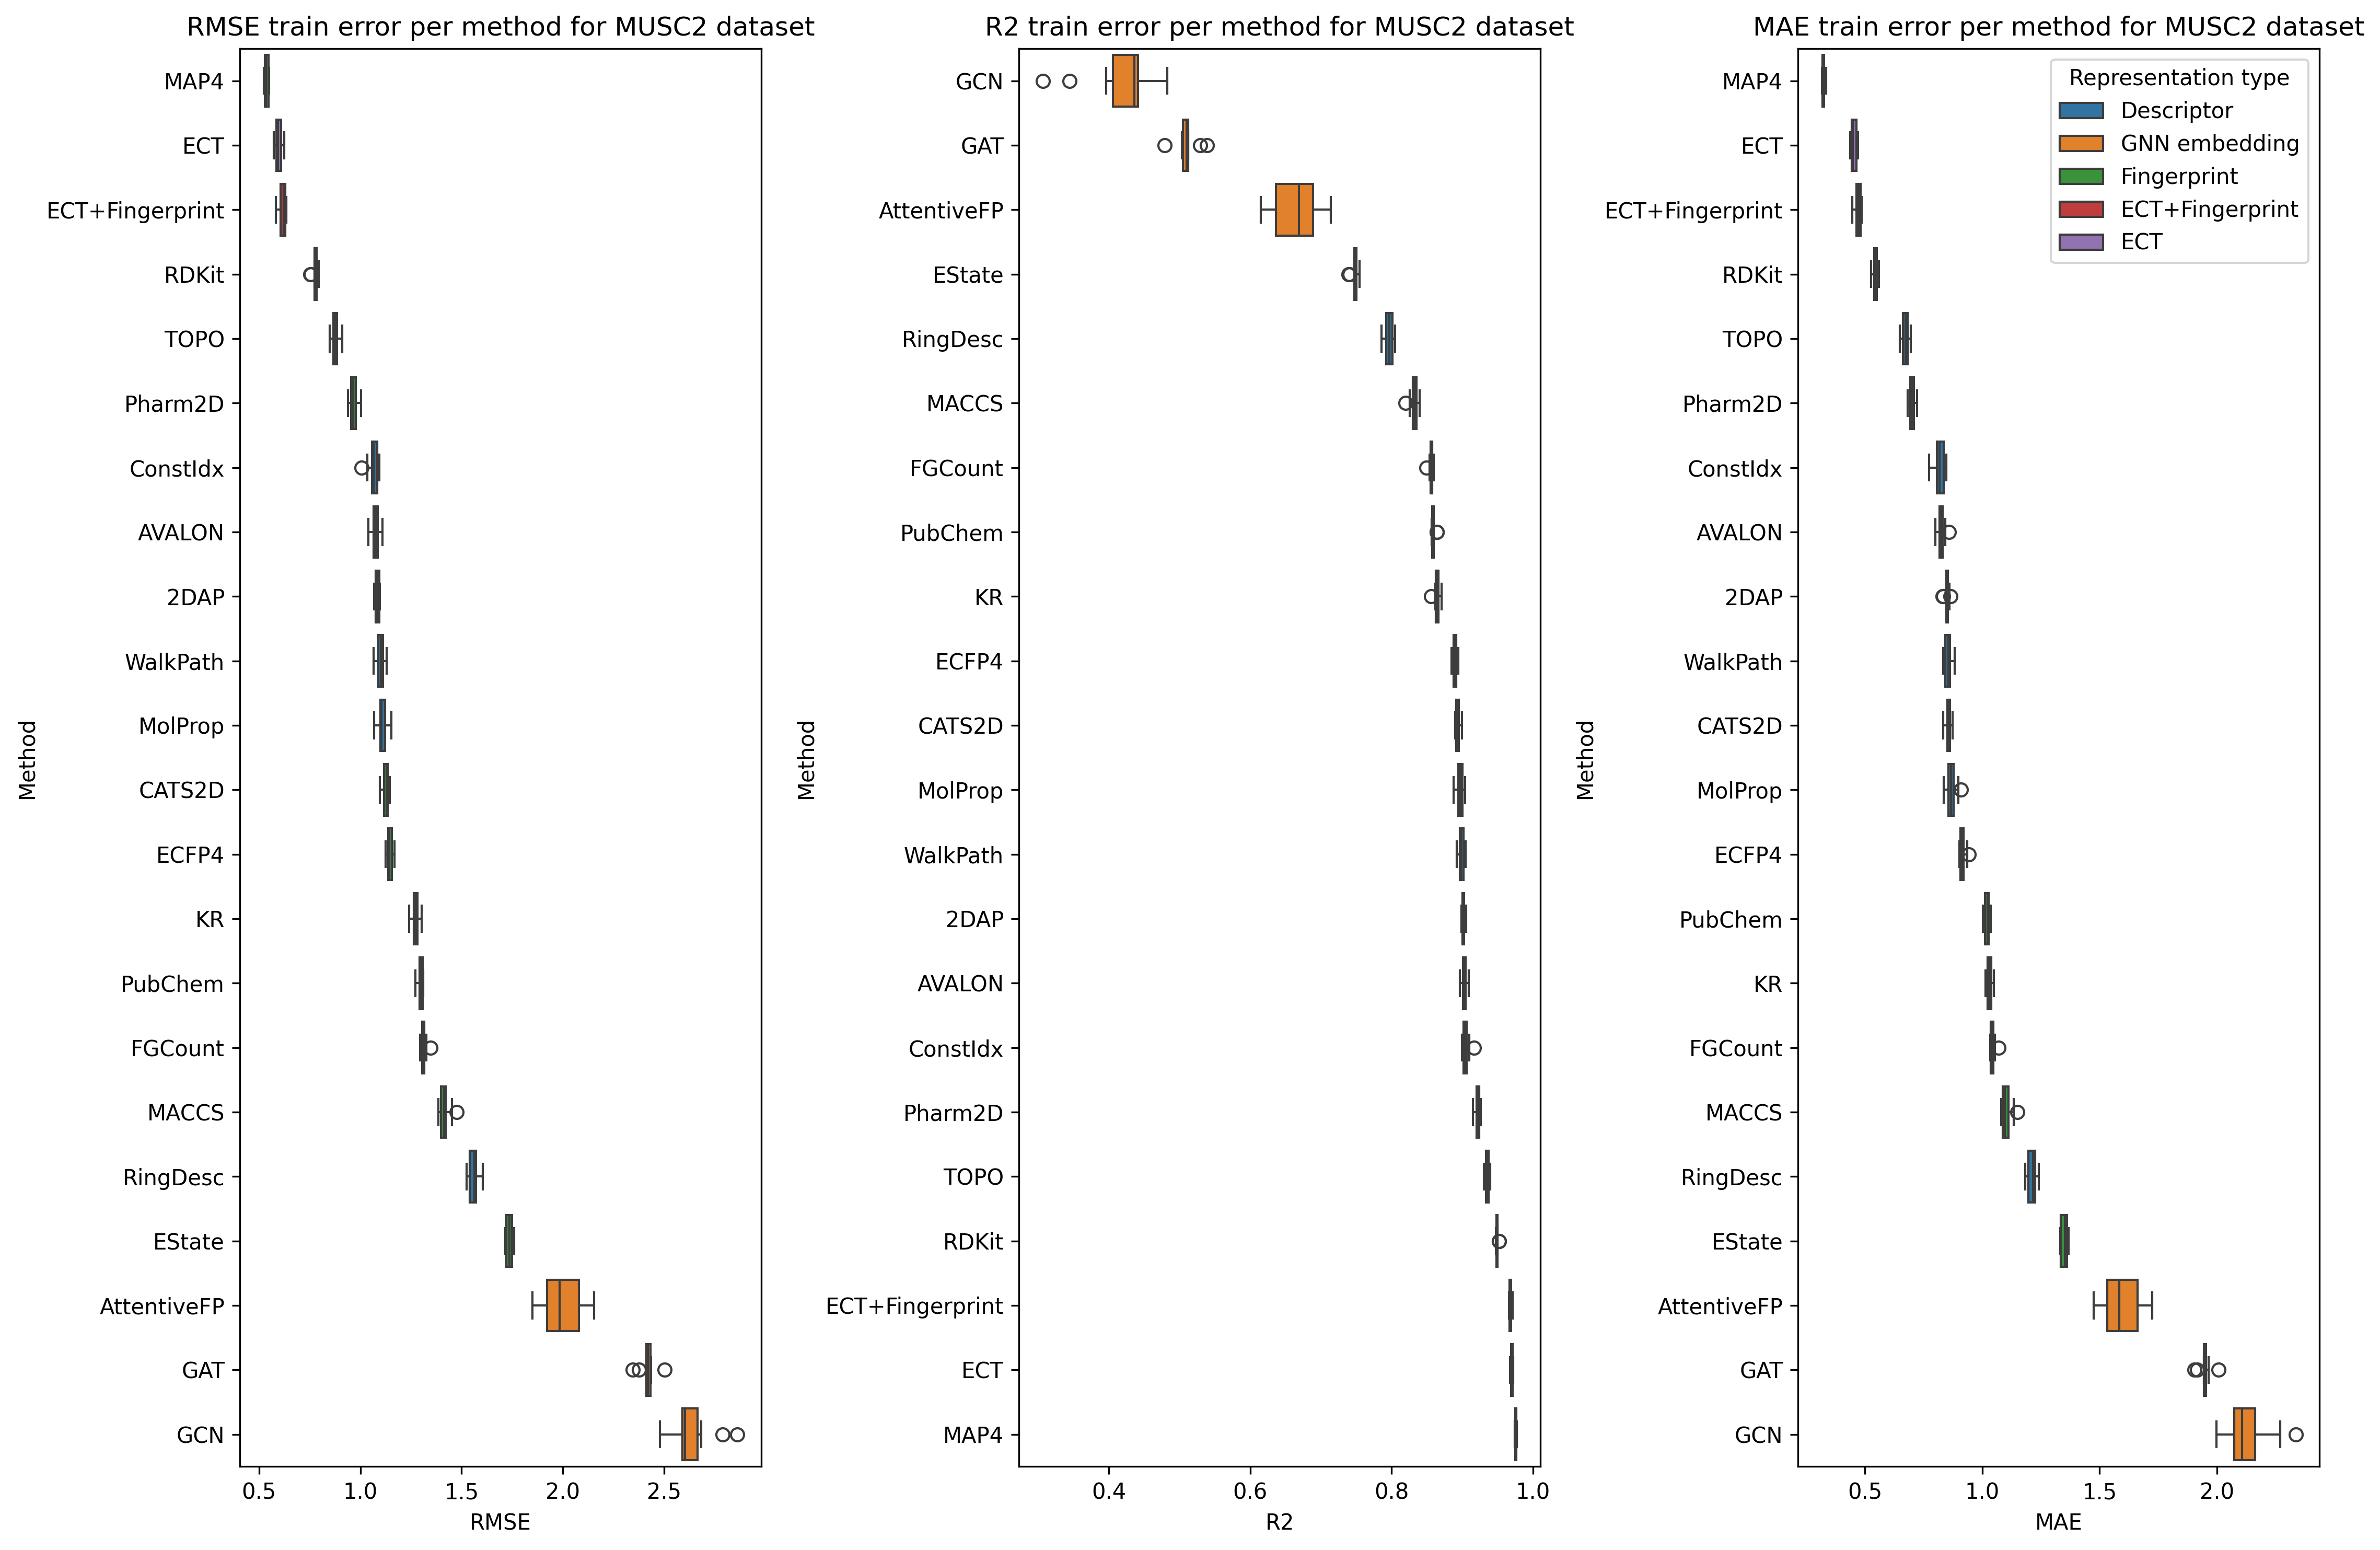 RMSE train error per method for MUSC2 dataset
Method
MAP4
ECT
ECT+Fingerprint
RDKit
TOPO
Pharm2D
ConstIdx
AVALON
2DAP
WalkPath
MolProp
CATS2D
ECFP4
KR
PubChem
FGCount
MACCS
RingDesc
EState
AttentiveFP
GAT
GCN
0.5 1.0 1.5 2.0 2.5
RMSE
R2 train error per method for MUSC2 dataset
Method
GCN
GAT
AttentiveFP
EState
RingDesc
MACCS
FGCount
PubChem
KR
ECFP4
CATS2D
MolProp
WalkPath
2DAP
AVALON
ConstIdx
Pharm2D
TOPO
RDKit
ECT+Fingerprint
ECT
MAP4
0.4 0.6 0.8 1.0
R2
MAE train error per method for MUSC2 dataset
Method
MAP4
ECT
ECT+Fingerprint
RDKit
TOPO
Pharm2D
ConstIdx
AVALON
2DAP
WalkPath
CATS2D
MolProp
ECFP4
PubChem
KR
FGCount
MACCS
RingDesc
EState
AttentiveFP
GAT
GCN
0.5 1.0 1.5 2.0
MAE
Representation type
Descriptor
GNN embedding
Fingerprint
ECT+Fingerprint
ECT